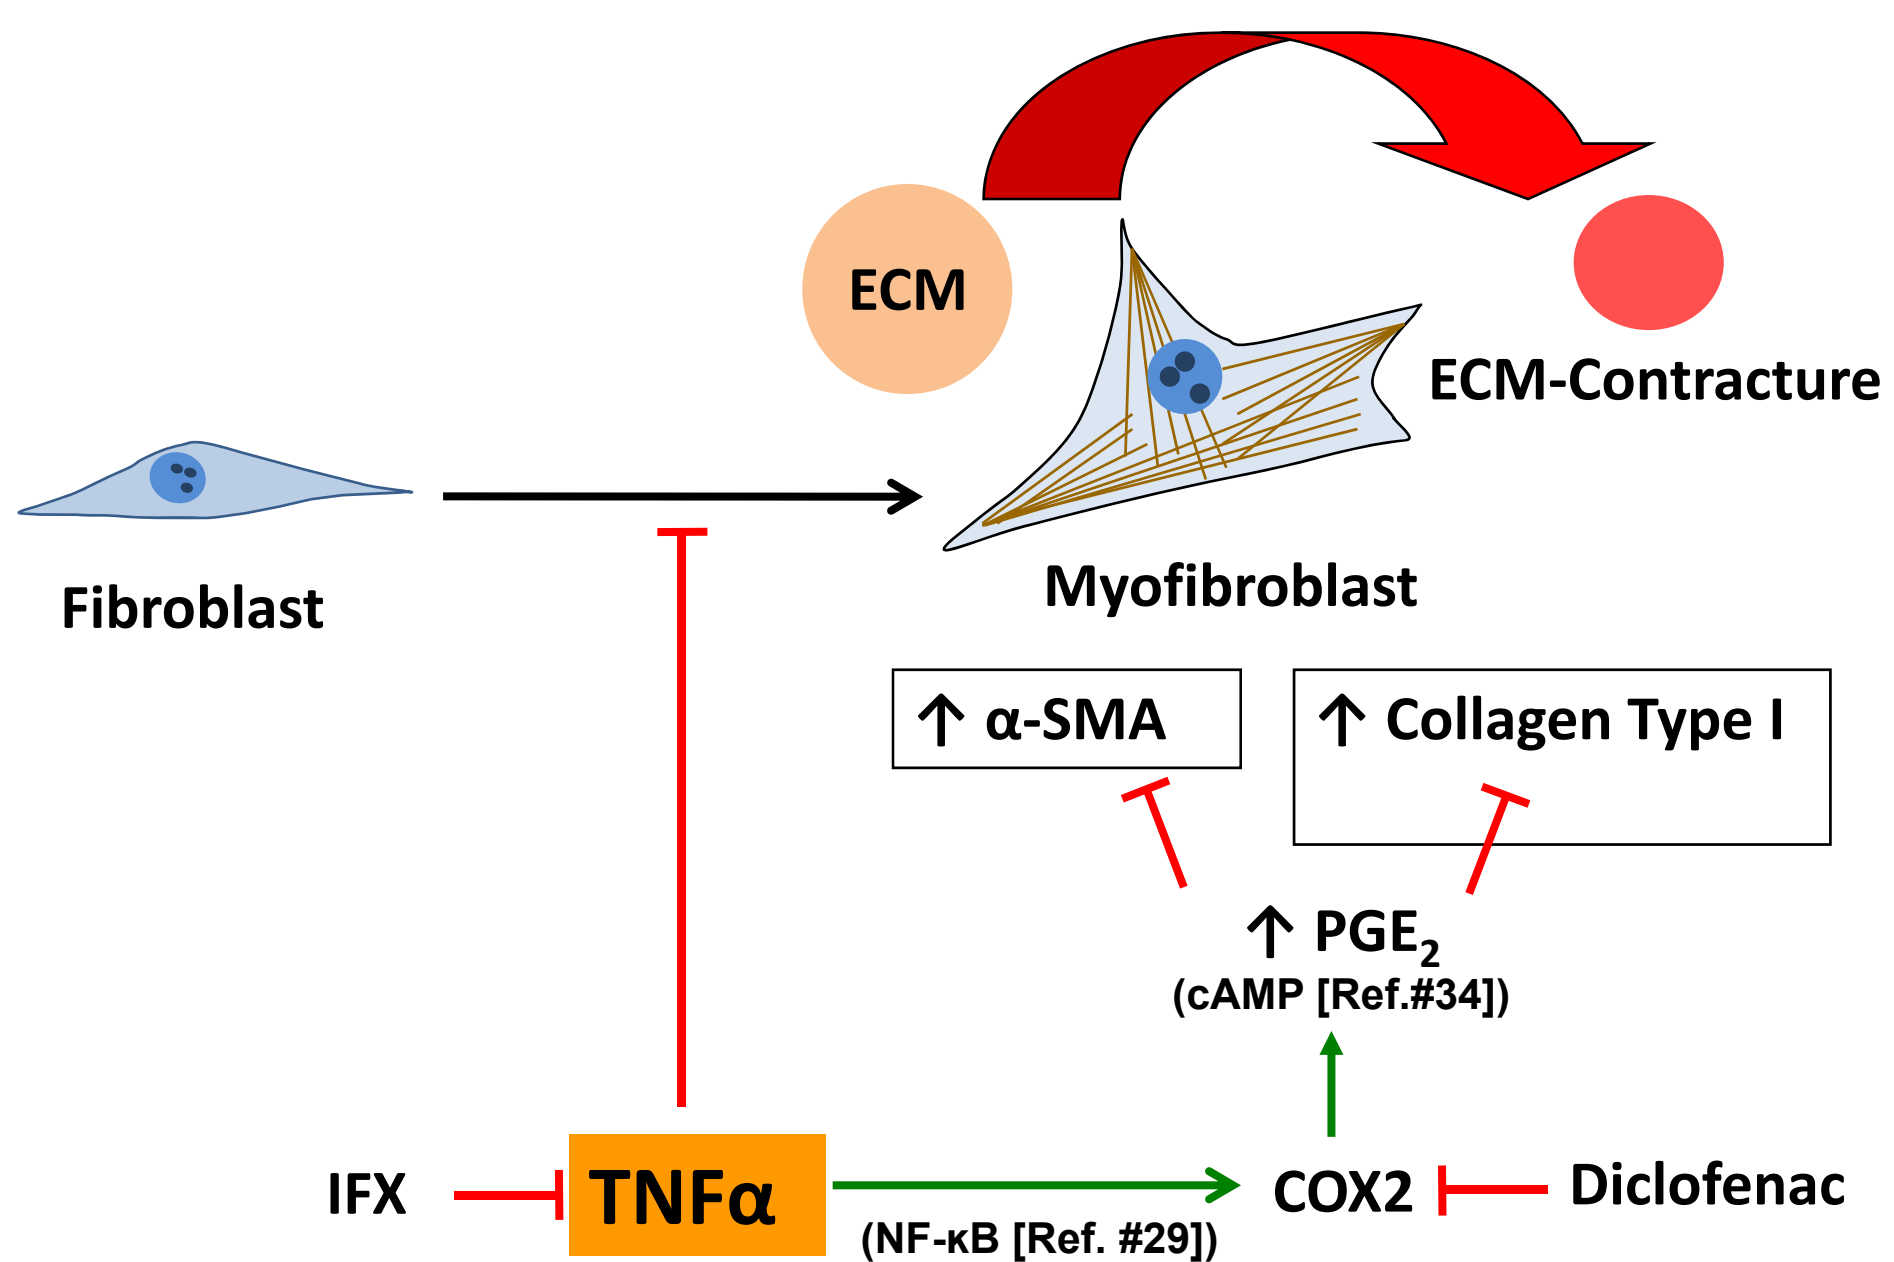 ECM
ECM-Contracture
Fibroblast
Myofibroblast
↑ α-SMA
↑ Collagen Type I
↑ PGE₂
(cAMP [Ref.#34])
IFX
TNFα
COX2
Diclofenac
(NF-κB [Ref. #29])